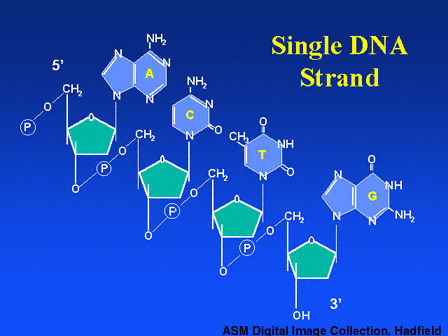 Single DNA
Strand
5'
NH₂
N
N
A
N
N
CH₂
O
P
O
O
NH₂
C
N
N
O
CH₂
O
P
O
O
O
CH₃
T
NH
N
O
CH₂
O
P
O
O
O
N
N
G
NH
N
N
NH₂
CH₂
O
P
O
O
OH
3'
ASM Digital Image Collection. Hadfield